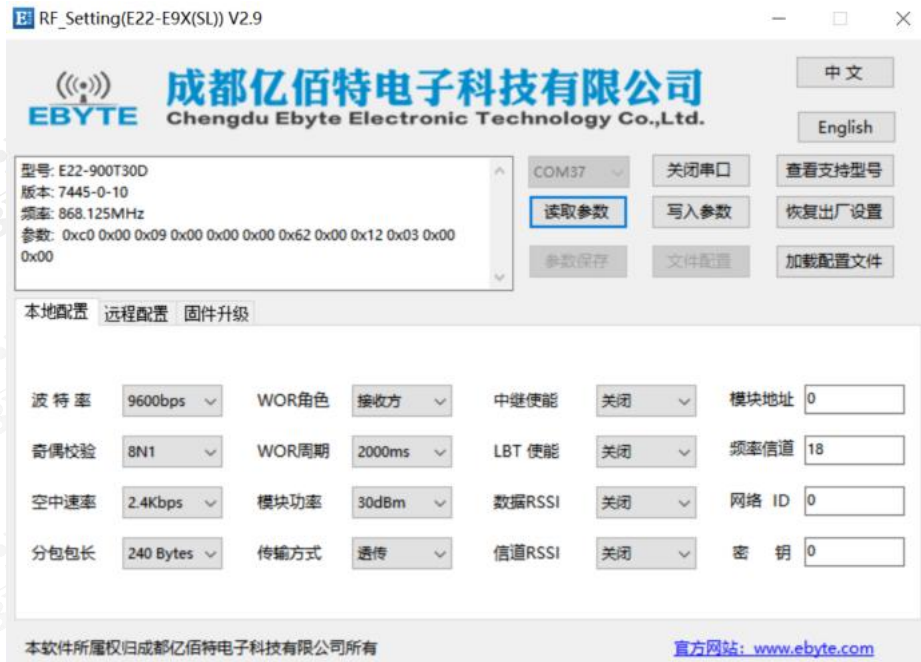 RF_Setting(E22-E9X(SL)) V2.9
中 文
成都亿佰特电子科技有限公司
EBYTE
Chengdu Ebyte Electronic Technology Co.,Ltd.
English
型号: E22-900T30D
版本: 7445-0-10
频率: 868.125MHz
参数: 0xc0 0x00 0x09 0x00 0x00 0x00 0x62 0x00 0x12 0x03 0x00
0x00
COM37 关闭串口 查看支持型号
读取参数 写入参数 恢复出厂设置
参数保存 文件配置 加载配置文件
本地配置 远程配置 固件升级
波 特 率 9600bps WOR角色 接收方 中继使能 关闭 模块地址 0
奇偶校验 8N1 WOR周期 2000ms LBT 使能 关闭 频率信道 18
空中速率 2.4Kbps 模块功率 30dBm 数据RSSI 关闭 网络 ID 0
分包包长 240 Bytes 传输方式 透传 信道RSSI 关闭 密 钥 0
本软件所属权归成都亿佰特电子科技有限公司所有 官方网站：www.ebyte.com